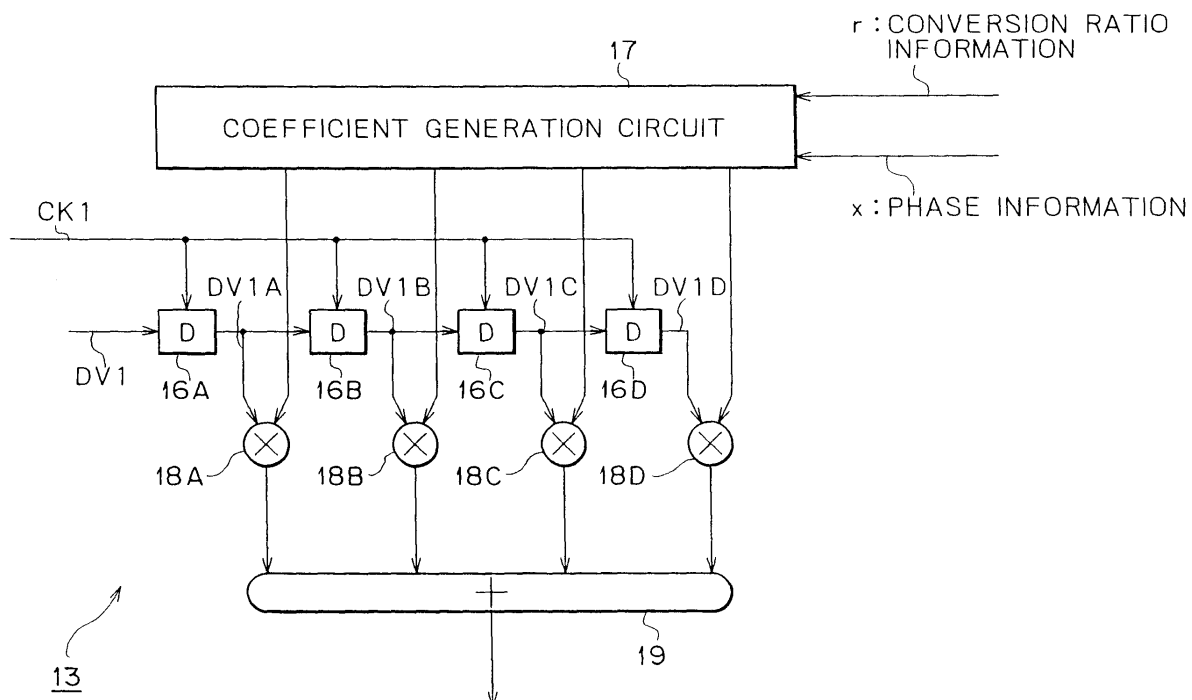 r : CONVERSION RATIO
INFORMATION
17
COEFFICIENT GENERATION CIRCUIT
x : PHASE INFORMATION
CK1
DV1A
DV1B
DV1C
DV1D
D
D
D
D
DV1
16A
16B
16C
16D
18A
18B
18C
18D
19
13